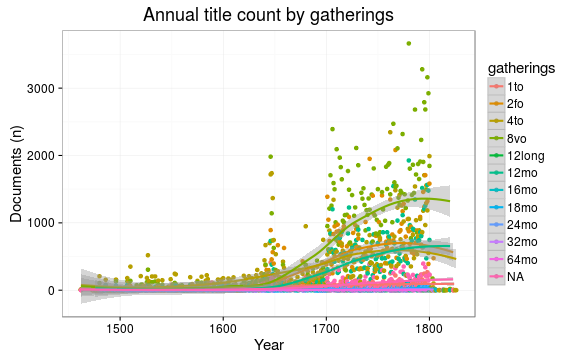 Annual title count by gatherings
Documents (n)
3000
2000
1000
0
1500
1600
1700
1800
Year
gatherings
1to
2fo
4to
8vo
12long
12mo
16mo
18mo
24mo
32mo
64mo
NA